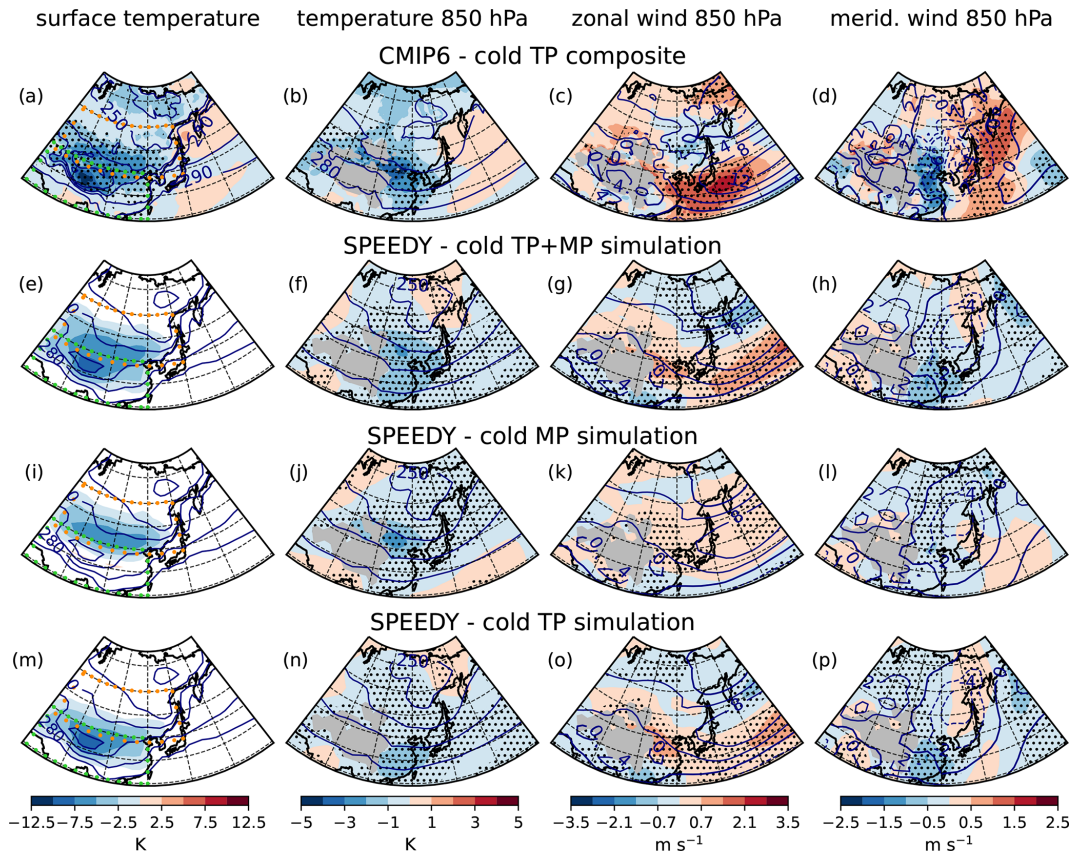 surface temperature temperature 850 hPa zonal wind 850 hPa merid. wind 850 hPa
CMIP6 - cold TP composite
(a) (b) (c) (d)
250 290 280
SPEEDY - cold TP+MP simulation
(e) (f) (g) (h)
250
SPEEDY - cold MP simulation
(i) (j) (k) (l)
280 250
SPEEDY - cold TP simulation
(m) (n) (o) (p)
250
−12.5 −7.5 −2.5 2.5 7.5 12.5 −5 −3 −1 1 3 5 −3.5 −2.1 −0.7 0.7 2.1 3.5 −2.5 −1.5 −0.5 0.5 1.5 2.5
K K m s⁻¹ m s⁻¹